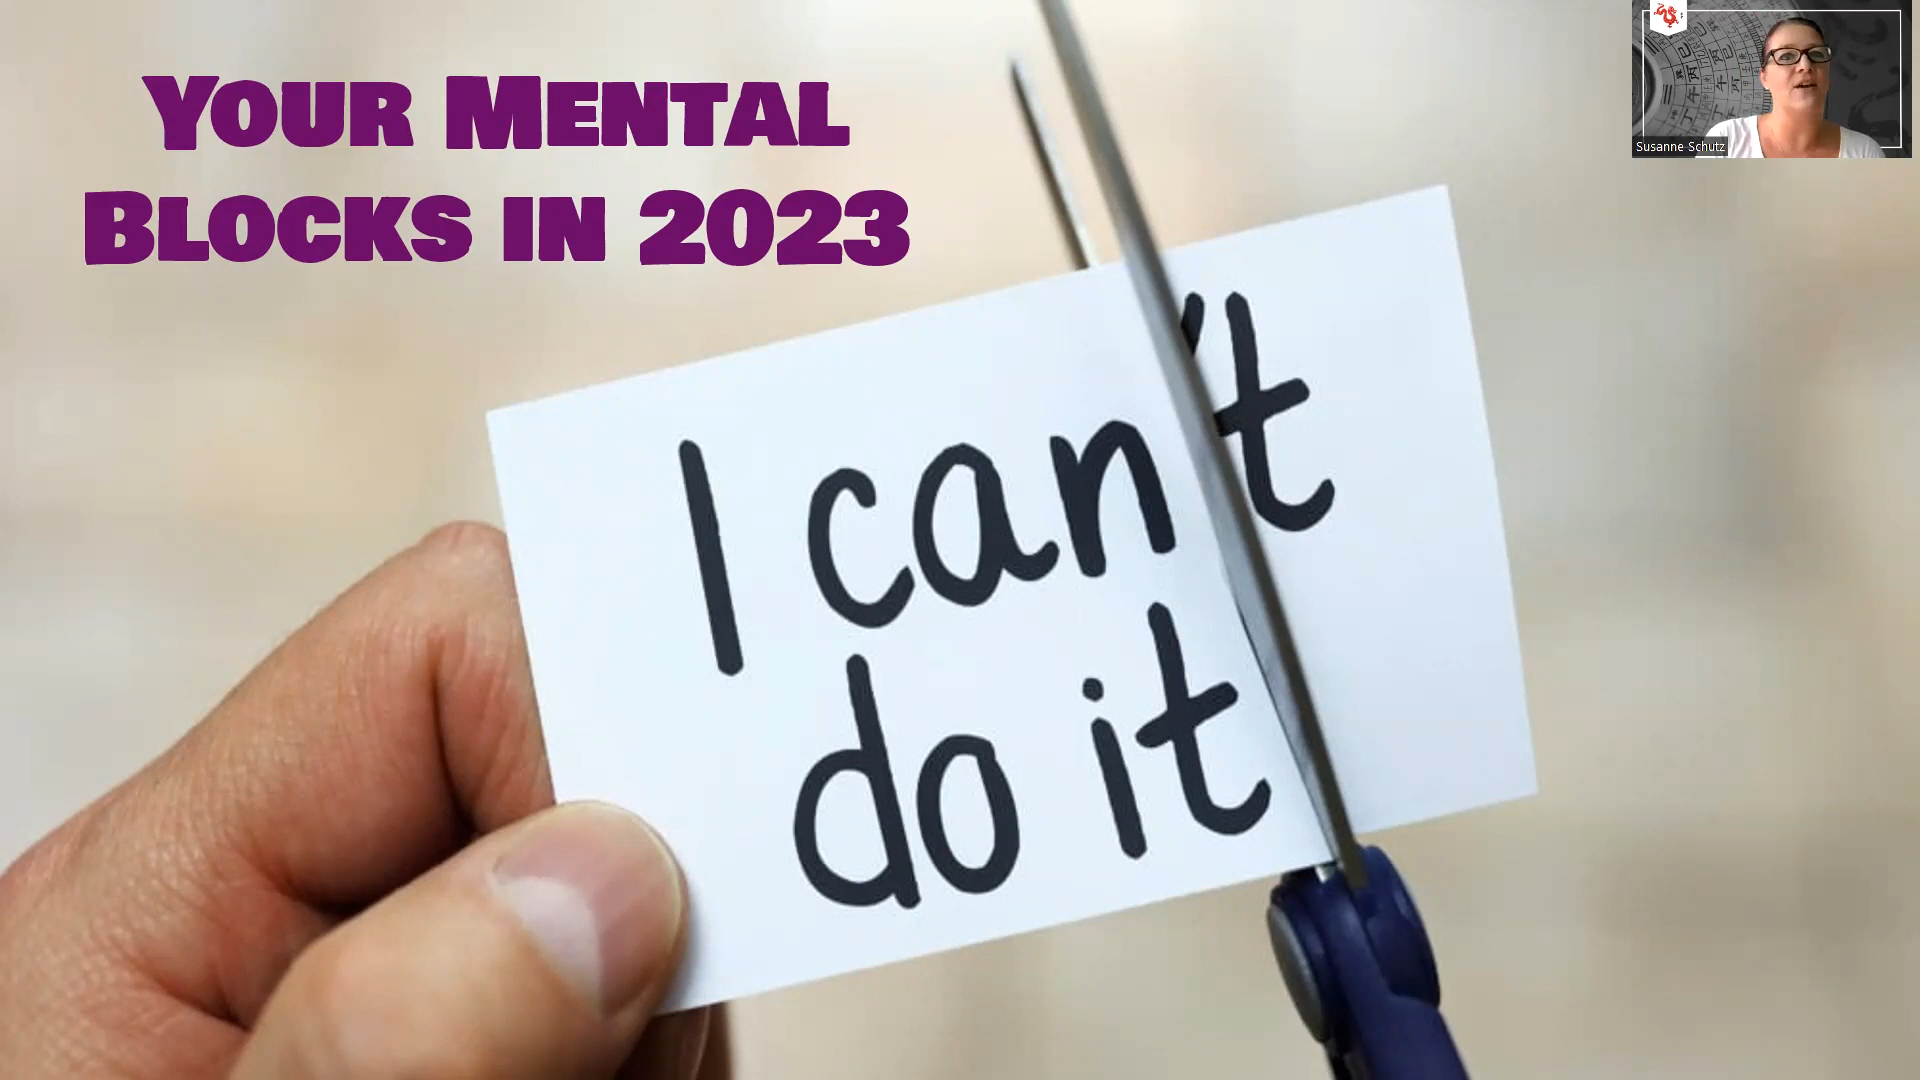 Your Mental
Blocks in 2023
I can't
do it
Susanne Schutz